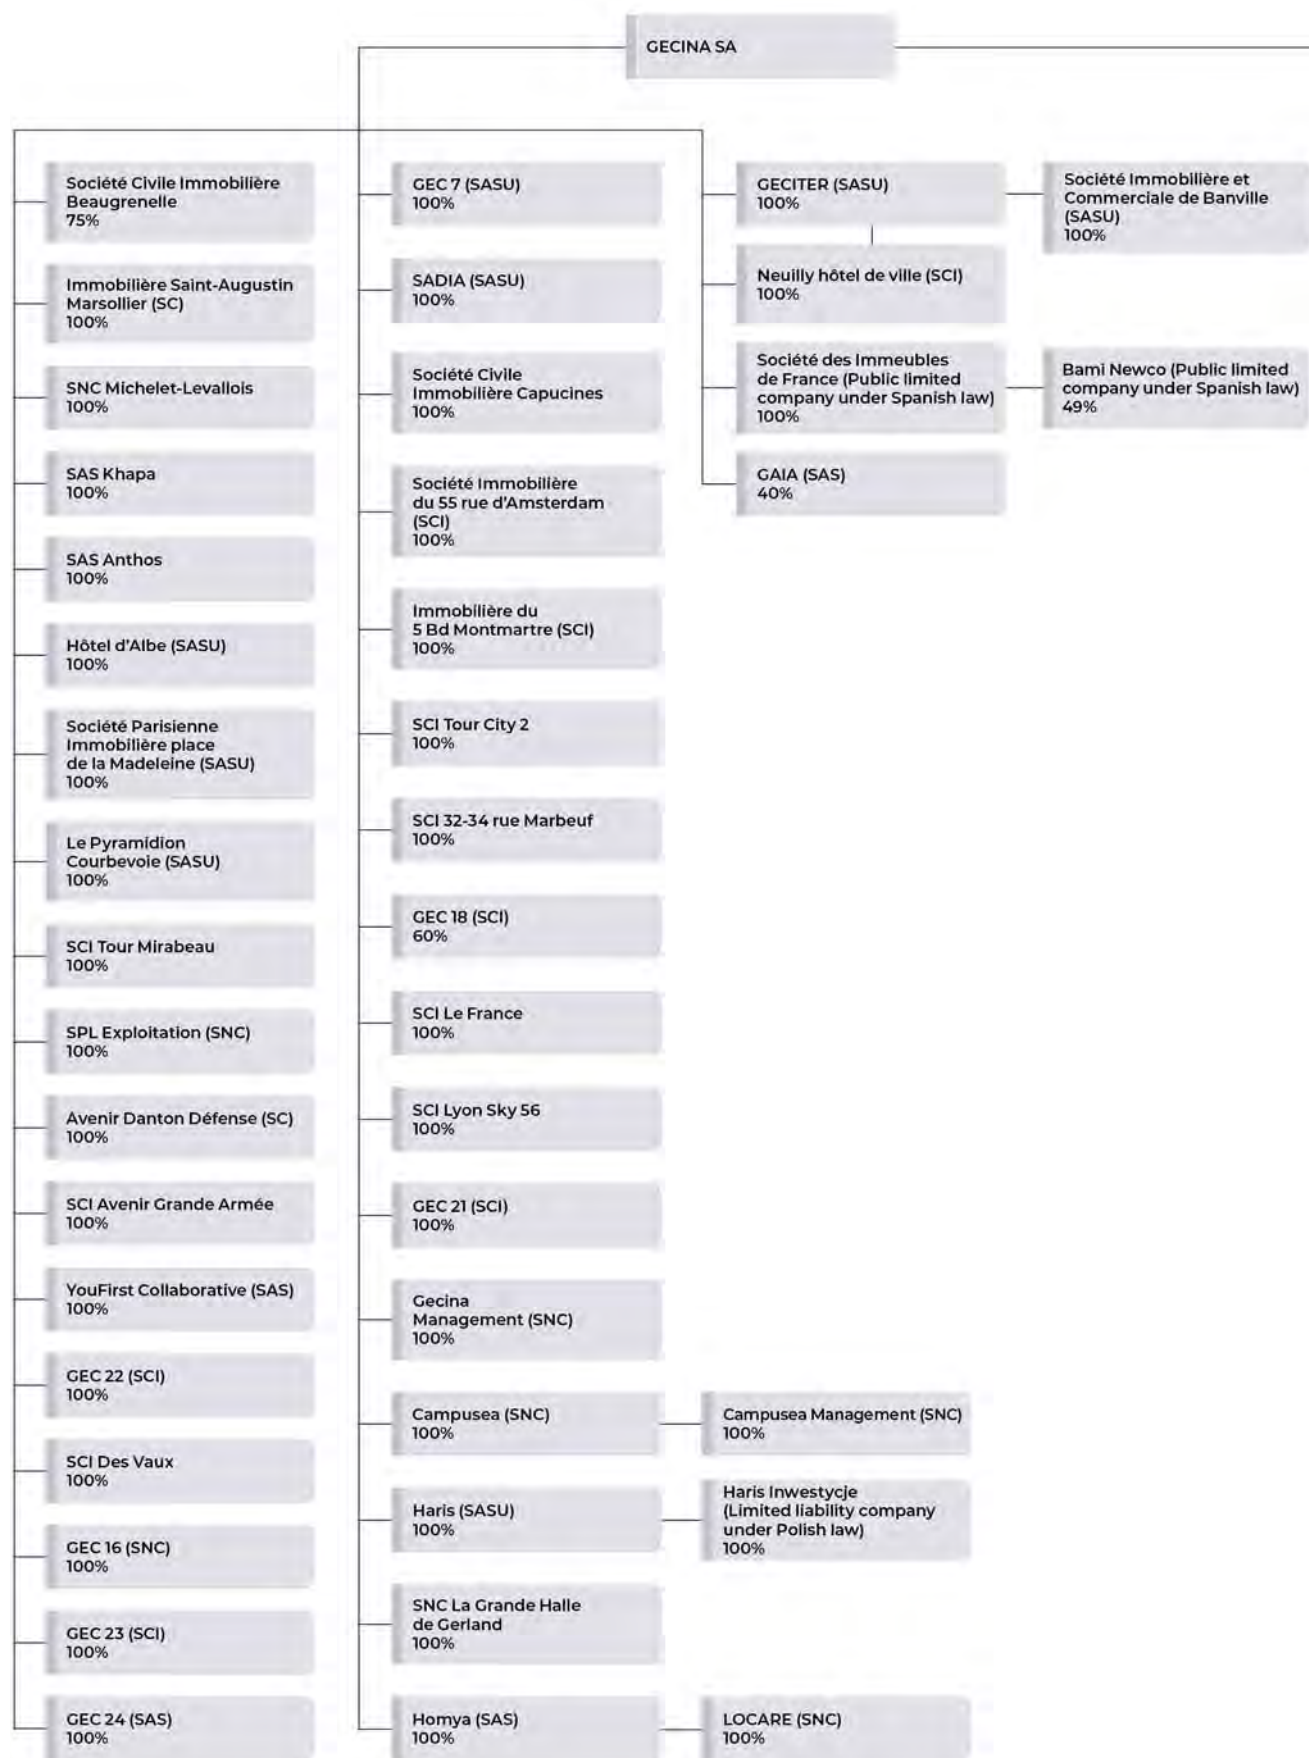 GECINA SA
Société Civile Immobilière
Beaugrenelle
75%
Immobilière Saint-Augustin
Marsollier (SC)
100%
SNC Michelet-Levallois
100%
SAS Khapa
100%
SAS Anthos
100%
Hôtel d'Albe (SASU)
100%
Société Parisienne
Immobilière place
de la Madeleine (SASU)
100%
Le Pyramidion
Courbevoie (SASU)
100%
SCI Tour Mirabeau
100%
SPL Exploitation (SNC)
100%
Avenir Danton Défense (SC)
100%
SCI Avenir Grande Armée
100%
YouFirst Collaborative (SAS)
100%
GEC 22 (SCI)
100%
SCI Des Vaux
100%
GEC 16 (SNC)
100%
GEC 23 (SCI)
100%
GEC 24 (SAS)
100%
GEC 7 (SASU)
100%
SADIA (SASU)
100%
Société Civile
Immobilière Capucines
100%
Société Immobilière
du 55 rue d'Amsterdam
(SCI)
100%
Immobilière du
5 Bd Montmartre (SCI)
100%
SCI Tour City 2
100%
SCI 32-34 rue Marbeuf
100%
GEC 18 (SCI)
60%
SCI Le France
100%
SCI Lyon Sky 56
100%
GEC 21 (SCI)
100%
Gecina
Management (SNC)
100%
Campusea (SNC)
100%
Campusea Management (SNC)
100%
Haris (SASU)
100%
Haris Inwestycje
(Limited liability company
under Polish law)
100%
SNC La Grande Halle
de Gerland
100%
Homya (SAS)
100%
LOCARE (SNC)
100%
GECITER (SASU)
100%
Société Immobilière et
Commerciale de Banville
(SASU)
100%
Neuilly hôtel de ville (SCI)
100%
Société des Immeubles
de France (Public limited
company under Spanish law)
100%
Bami Newco (Public limited
company under Spanish law)
49%
GAIA (SAS)
40%